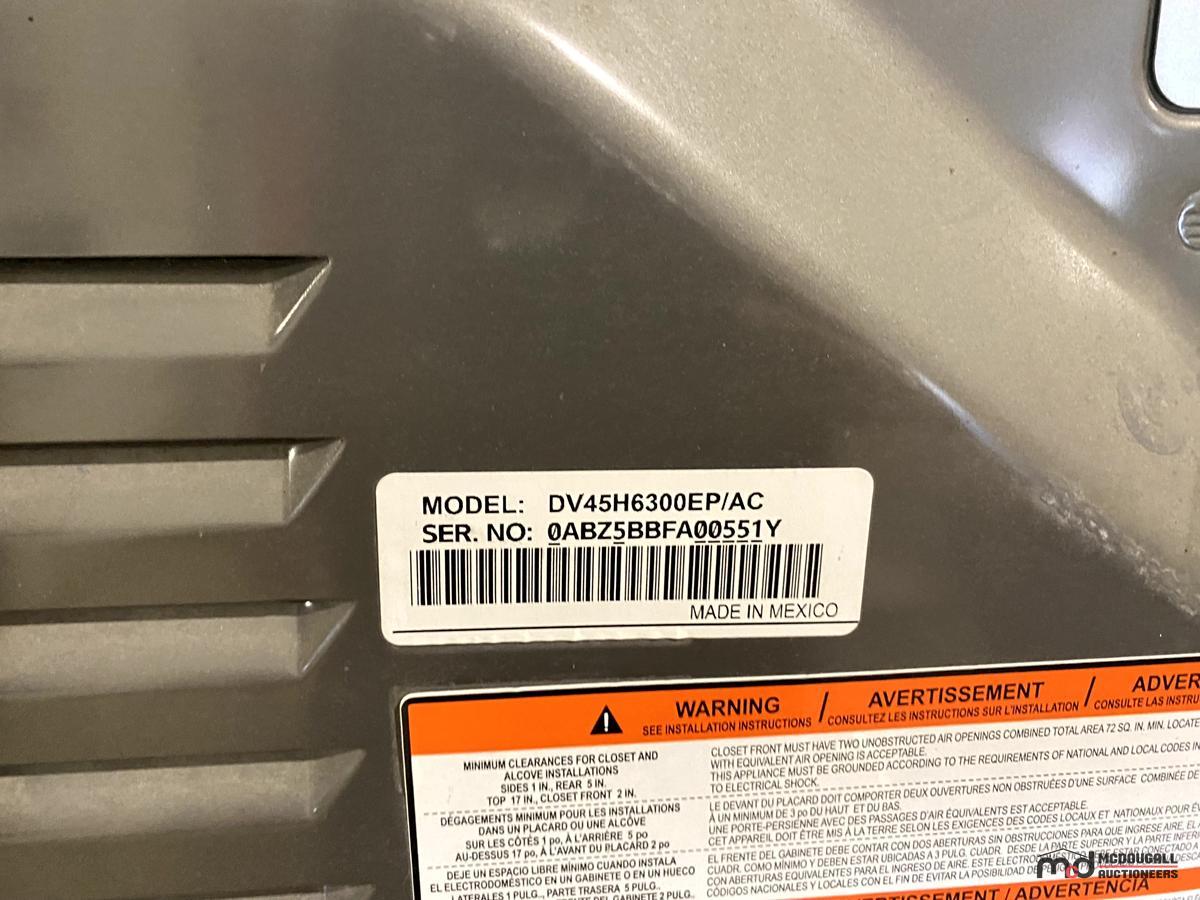 MODEL: DV45H6300EP/AC
SER. NO: 0ABZ5BBFA00551Y
MADE IN MEXICO
WARNING / AVERTISSEMENT / ADVER
SEE INSTALLATION INSTRUCTIONS CONSULTEZ LES INSTRUCTIONS SUR L'INSTALLATION CONSULTE LAS INSTRU
MINIMUM CLEARANCES FOR CLOSET AND
ALCOVE INSTALLATIONS
SIDES 1 IN., REAR 5 IN.
TOP 17 IN., CLOSET FRONT 2 IN.
CLOSET FRONT MUST HAVE TWO UNOBSTRUCTED AIR OPENINGS COMBINED TOTAL AREA 72 SQ. IN. MIN. LOCATE
WITH EQUIVALENT AIR OPENING IS ACCEPTABLE.
THIS APPLIANCE MUST BE GROUNDED ACCORDING TO THE REQUIREMENTS OF NATIONAL AND LOCAL CODES IN
TO ELECTRICAL SHOCK.
DÉGAGEMENTS MINIMUM POUR LES INSTALLATIONS
DANS UN PLACARD OU UNE ALCÔVE
SUR LES CÔTÉS 1 po, À L'ARRIÈRE 5 po
AU-DESSUS 17 po, À L'AVANT DU PLACARD 2 po
LE DEVANT DU PLACARD DOIT COMPORTER DEUX OUVERTURES NON OBSTRUÉES D'UNE SURFACE COMBINÉE DE
À UN MINIMUM DE 3 po DU HAUT ET DU BAS.
UNE PORTE-PERSIENNE AVEC DES PASSAGES D'AIR ÉQUIVALENTS EST ACCEPTABLE.
CET APPAREIL DOIT ÊTRE MIS À LA TERRE SELON LES EXIGENCES DES CODES LOCAUX ET NATIONAUX POUR ÉV
DEJE UN ESPACIO LIBRE MÍNIMO CUANDO INSTALA
EL ELECTRODOMÉSTICO EN UN GABINETE O EN UN HUECO
LATERALES 1 PULG., PARTE TRASERA 5 PULG.,
EL FRENTE DEL GABINETE DEBE CONTAR CON DOS ABERTURAS SIN OBSTRUCCIONES PARA QUE INGRESE AIRE, EL
CUADR. COMO MÍNIMO Y DEBEN ESTAR UBICADAS A 3 PULG. CUADR. DESDE LA PARTE SUPERIOR Y LA PARTE INFER
CON ABERTURAS EQUIVALENTES PARA EL INGRESO DE AIRE. ESTE ELECTRODOMÉSTICO DEBE ESTAR CONECTADO A
CÓDIGOS NACIONALES Y LOCALES CON EL FIN DE EVITAR LA POSIBILIDAD DE
/ ADVERTENCIA
md MCDOUGALL
AUCTIONEERS